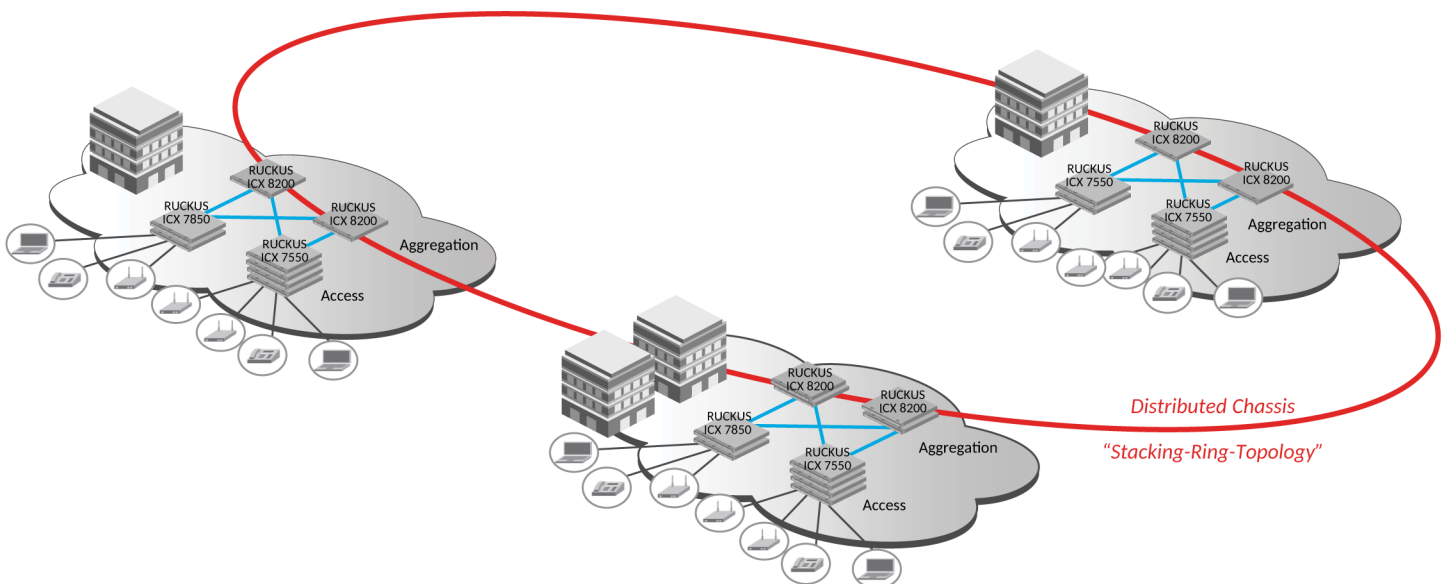 RUCKUS
ICX 8200
RUCKUS
ICX 7850
RUCKUS
ICX 8200
RUCKUS
ICX 7550
Aggregation
Access
RUCKUS
ICX 8200
RUCKUS
ICX 7550
RUCKUS
ICX 8200
RUCKUS
ICX 7550
Aggregation
Access
RUCKUS
ICX 8200
RUCKUS
ICX 7850
RUCKUS
ICX 8200
RUCKUS
ICX 7550
Aggregation
Access
Distributed Chassis
“Stacking-Ring-Topology”